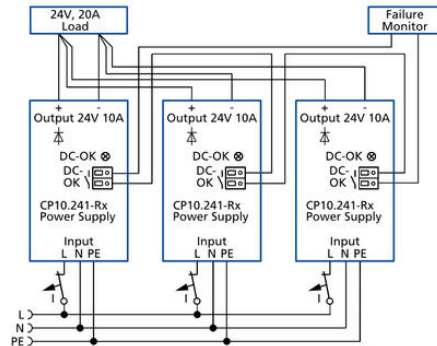 24V, 20A
Load
Failure
Monitor
+ -
Output 24V 10A
DC-OK
DC-
OK
CP10.241-Rx
Power Supply
Input
L N PE
I
+ -
Output 24V 10A
DC-OK
DC-
OK
CP10.241-Rx
Power Supply
Input
L N PE
I
+ -
Output 24V 10A
DC-OK
DC-
OK
CP10.241-Rx
Power Supply
Input
L N PE
I
L
N
PE